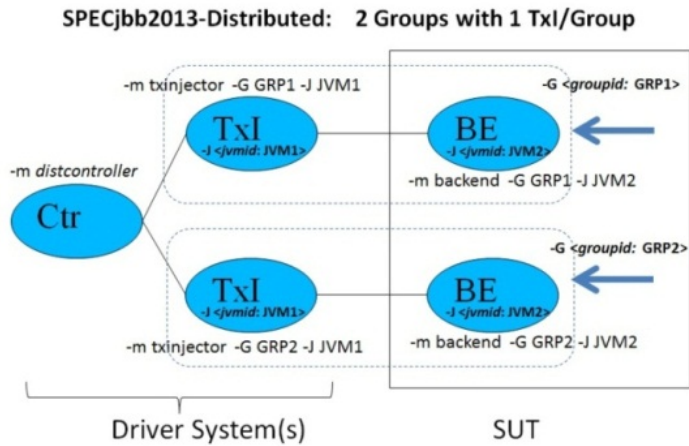 SPECjbb2013-Distributed: 2 Groups with 1 TxI/Group
-m txinjector -G GRP1 -J JVM1
-G <groupid: GRP1>
TxI
-J <jvmid: JVM1>
BE
-J <jvmid: JVM2>
-m distcontroller
-m backend -G GRP1 -J JVM2
Ctr
-G <groupid: GRP2>
TxI
-J <jvmid: JVM1>
BE
-J <jvmid: JVM2>
-m txinjector -G GRP2 -J JVM1
-m backend -G GRP2 -J JVM2
Driver System(s)
SUT